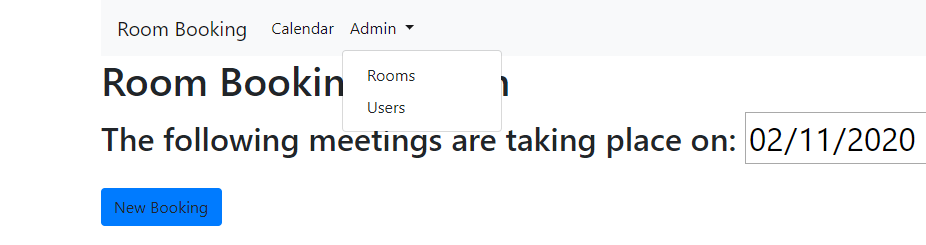 Room Booking Calendar Admin
Rooms
Users
Room Bookin
The following meetings are taking place on: 02/11/2020
New Booking